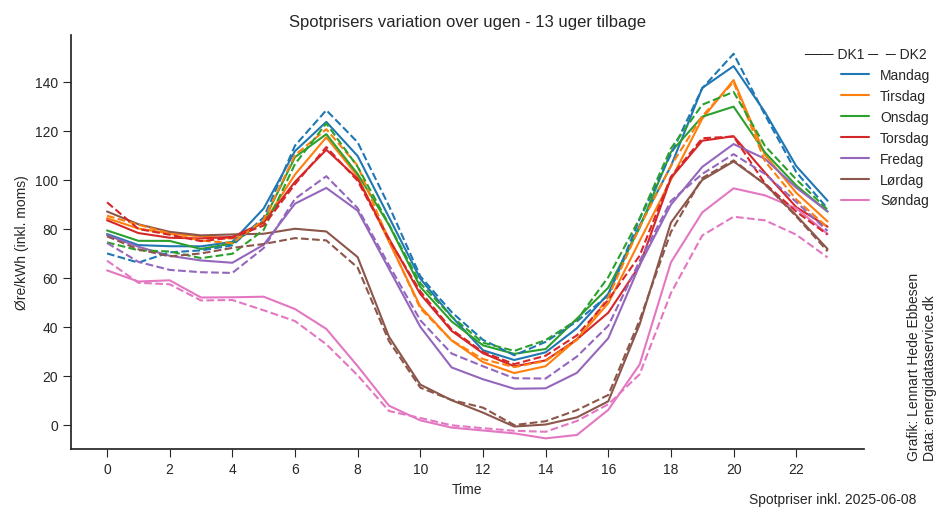 Spotprisers variation over ugen - 13 uger tilbage
DK1 DK2
Mandag
Tirsdag
Onsdag
Torsdag
Fredag
Lørdag
Søndag
Øre/kWh (inkl. moms)
140
120
100
80
60
40
20
0
0 2 4 6 8 10 12 14 16 18 20 22
Time
Grafik: Lennart Hede Ebbesen
Data: energidataservice.dk
Spotpriser inkl. 2025-06-08